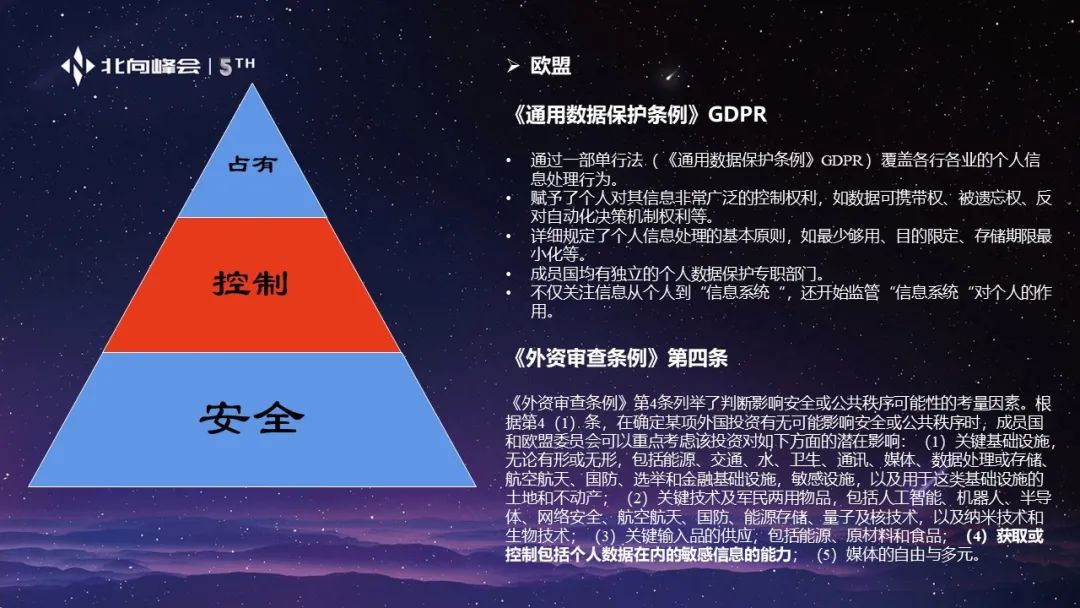 北向峰会 | 5TH
占有
控制
安全
➢ 欧盟
《通用数据保护条例》GDPR
• 通过一部单行法（《通用数据保护条例》GDPR）覆盖各行各业的个人信
息处理行为。
• 赋予了个人对其信息非常广泛的控制权利，如数据可携带权、被遗忘权、反
对自动化决策机制权利等。
• 详细规定了个人信息处理的基本原则，如最少够用、目的限定、存储期限最
小化等。
• 成员国均有独立的个人数据保护专职部门。
• 不仅关注信息从个人到“信息系统“，还开始监管“信息系统“对个人的作
用。
《外资审查条例》第四条
《外资审查条例》第4条列举了判断影响安全或公共秩序可能性的考量因素。根
据第4（1）条，在确定某项外国投资有无可能影响安全或公共秩序时，成员国
和欧盟委员会可以重点考虑该投资对如下方面的潜在影响：（1）关键基础设施，
无论有形或无形，包括能源、交通、水、卫生、通讯、媒体、数据处理或存储、
航空航天、国防、选举和金融基础设施，敏感设施，以及用于这类基础设施的
土地和不动产；（2）关键技术及军民两用物品，包括人工智能、机器人、半导
体、网络安全、航空航天、国防、能源存储、量子及核技术，以及纳米技术和
生物技术；（3）关键输入品的供应，包括能源、原材料和食品；（4）获取或
控制包括个人数据在内的敏感信息的能力；（5）媒体的自由与多元。